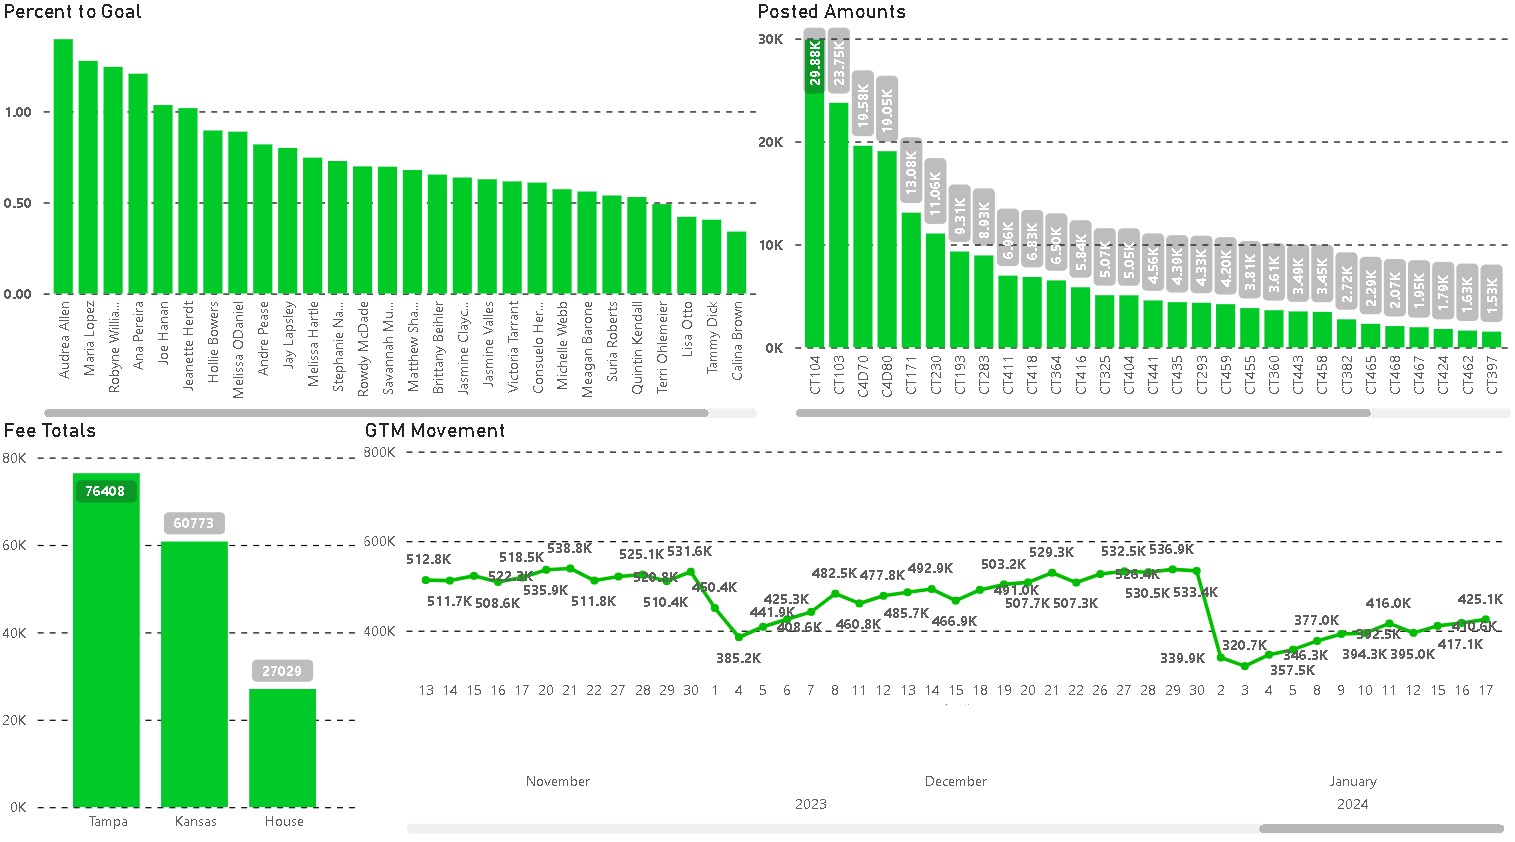 Percent to Goal
1.00
0.50
0.00
Audrea Allen
Maria Lopez
Robyne Willia...
Ana Pereira
Joe Hanan
Jeanette Herdt
Hollie Bowers
Melissa ODaniel
Andre Pease
Jay Lapsley
Melissa Hartle
Stephanie Na...
Rowdy McDade
Savannah Mu...
Matthew Sha...
Brittany Beihler
Jasmine Clayc...
Jasmine Valles
Victoria Tarrant
Consuelo Her...
Michelle Webb
Meagan Barone
Suria Roberts
Quintin Kendall
Terri Ohlemeier
Lisa Otto
Tammy Dick
Calina Brown
Posted Amounts
30K
20K
10K
0K
29.88K
23.75K
19.58K
19.05K
13.08K
11.06K
9.31K
8.93K
6.96K
6.83K
6.50K
5.84K
5.07K
5.05K
4.56K
4.39K
4.33K
4.20K
3.81K
3.61K
3.49K
3.45K
2.72K
2.29K
2.07K
1.95K
1.79K
1.63K
1.53K
CT104
CT103
C4D70
C4D80
CT171
CT230
CT193
CT283
CT411
CT418
CT364
CT416
CT325
CT404
CT441
CT435
CT293
CT459
CT455
CT360
CT443
CT458
CT382
CT465
CT468
CT467
CT424
CT462
CT397
Fee Totals
80K
60K
40K
20K
0K
76408
60773
27029
Tampa Kansas House
GTM Movement
800K
600K
400K
512.8K
511.7K
508.6K
522.3K
518.5K
535.9K
538.8K
511.8K
525.1K
520.8K
510.4K
531.6K
450.4K
385.2K
441.9K
425.3K
408.6K
482.5K
460.8K
477.8K
485.7K
492.9K
466.9K
503.2K
491.0K
507.7K
529.3K
507.3K
532.5K
526.4K
530.5K
536.9K
533.4K
339.9K
320.7K
357.5K
346.3K
377.0K
394.3K
392.5K
416.0K
395.0K
417.1K
410.6K
425.1K
13 14 15 16 17 20 21 22 27 28 29 30 1 4 5 6 7 8 11 12 13 14 15 18 19 20 21 22 26 27 28 29 30 2 3 4 5 8 9 10 11 12 15 16 17
November December January
2023 2024